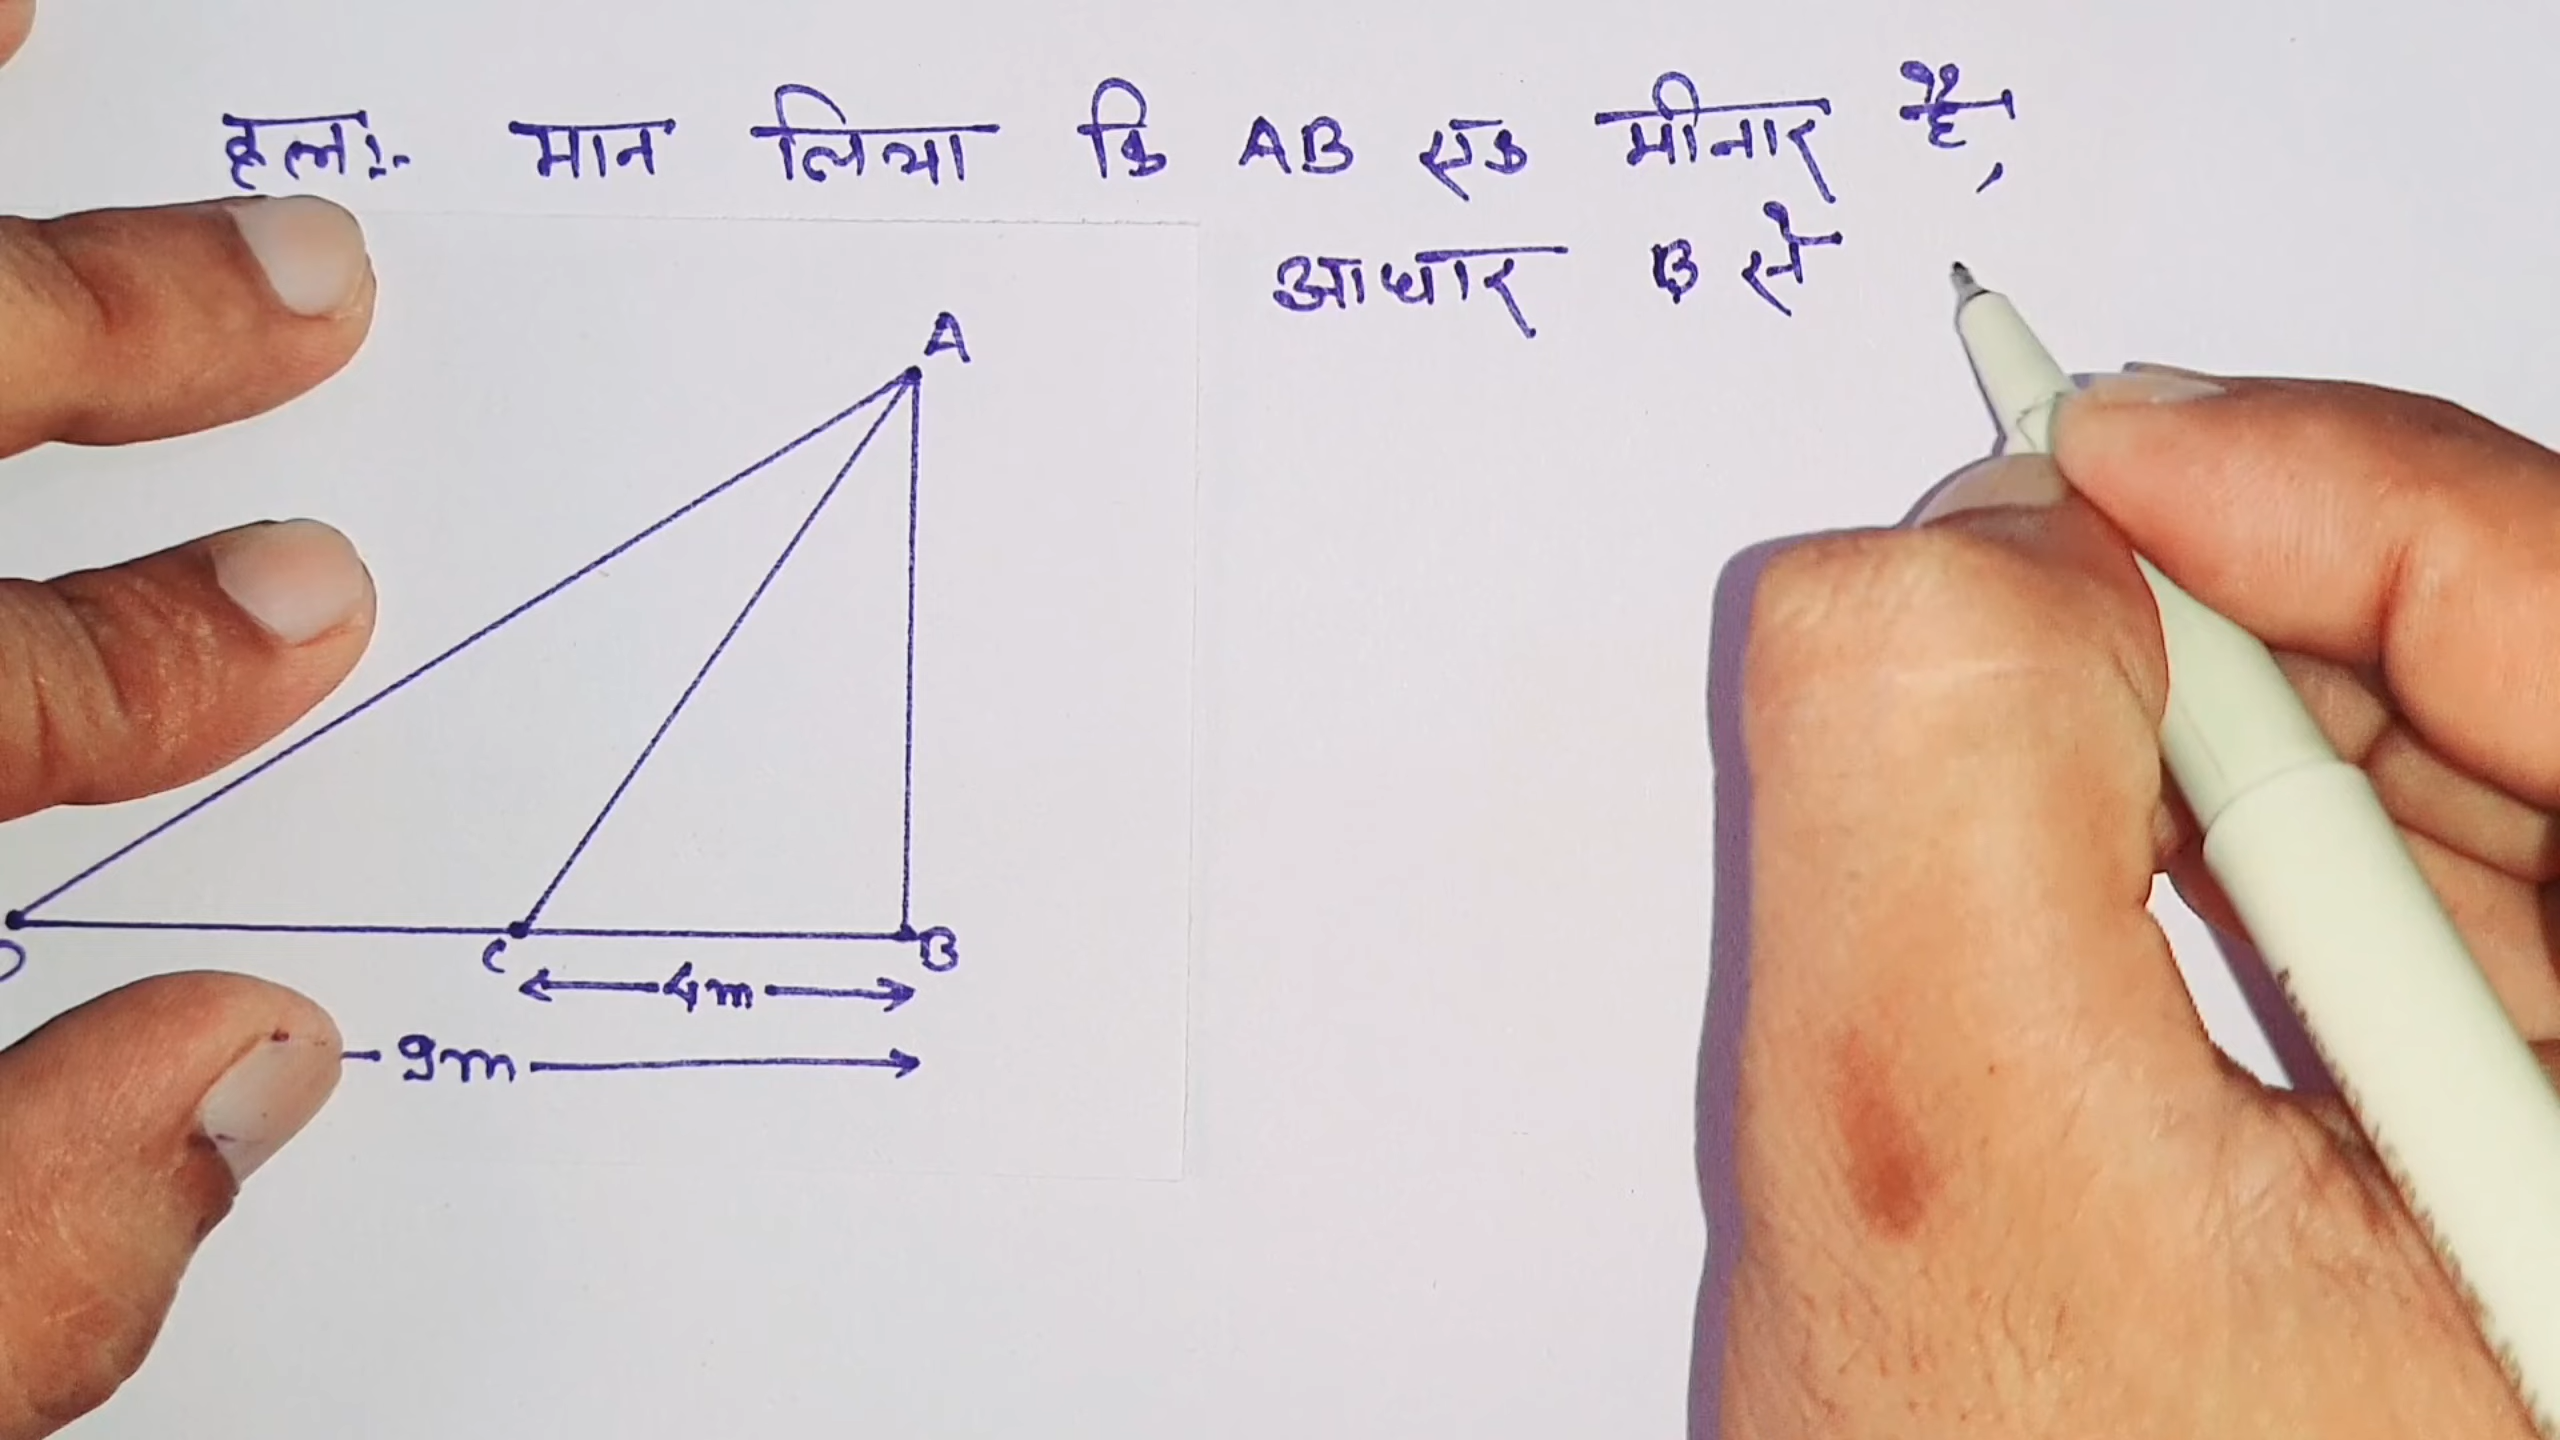 हल:- मान लिया कि AB एक मीनार है,
आधार B से
A
D
C
B
4m
9m